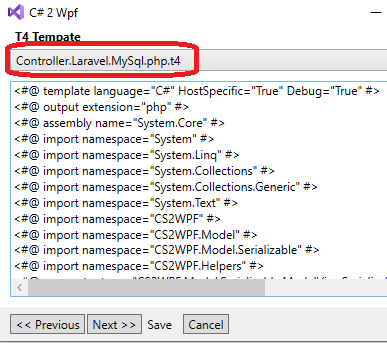 C# 2 Wpf
T4 Tempate
Controller.Laravel.MySql.php.t4
<#@ template language="C#" HostSpecific="True" Debug="True" #>
<#@ output extension="php" #>
<#@ assembly name="System.Core" #>
<#@ import namespace="System" #>
<#@ import namespace="System.Linq" #>
<#@ import namespace="System.Collections" #>
<#@ import namespace="System.Collections.Generic" #>
<#@ import namespace="System.Text" #>
<#@ import namespace="CS2WPF" #>
<#@ import namespace="CS2WPF.Model" #>
<#@ import namespace="CS2WPF.Model.Serializable" #>
<#@ import namespace="CS2WPF.Helpers" #>
<< Previous Next >> Save Cancel